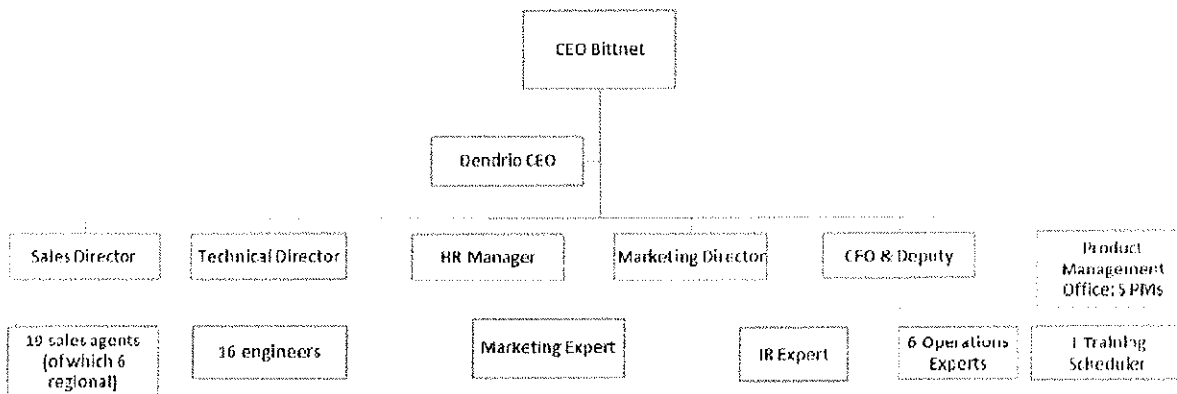 CEO Bittnet
Dendrio CEO
Sales Director
Technical Director
HR Manager
Marketing Director
CFO & Deputy
Product
Management
Office: 5 PMs
19 sales agents
(of which 6
regional)
16 engineers
Marketing Expert
IR Expert
6 Operations
Experts
1 Training
Scheduler